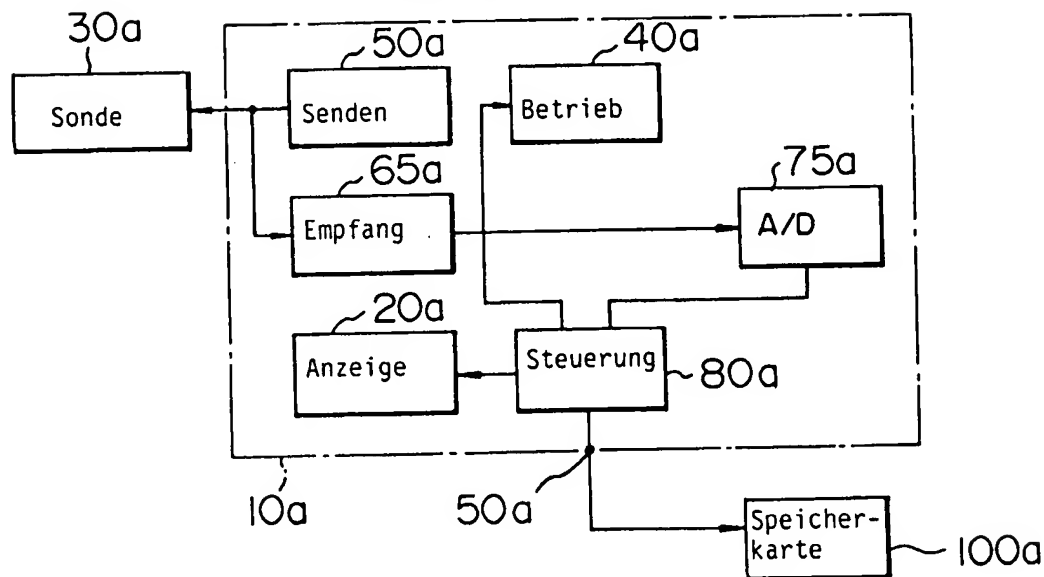 30a
Sonde
50a
Senden
40a
Betrieb
65a
Empfang
75a
A/D
20a
Anzeige
Steuerung
80a
10a
50a
Speicher-
karte
100a